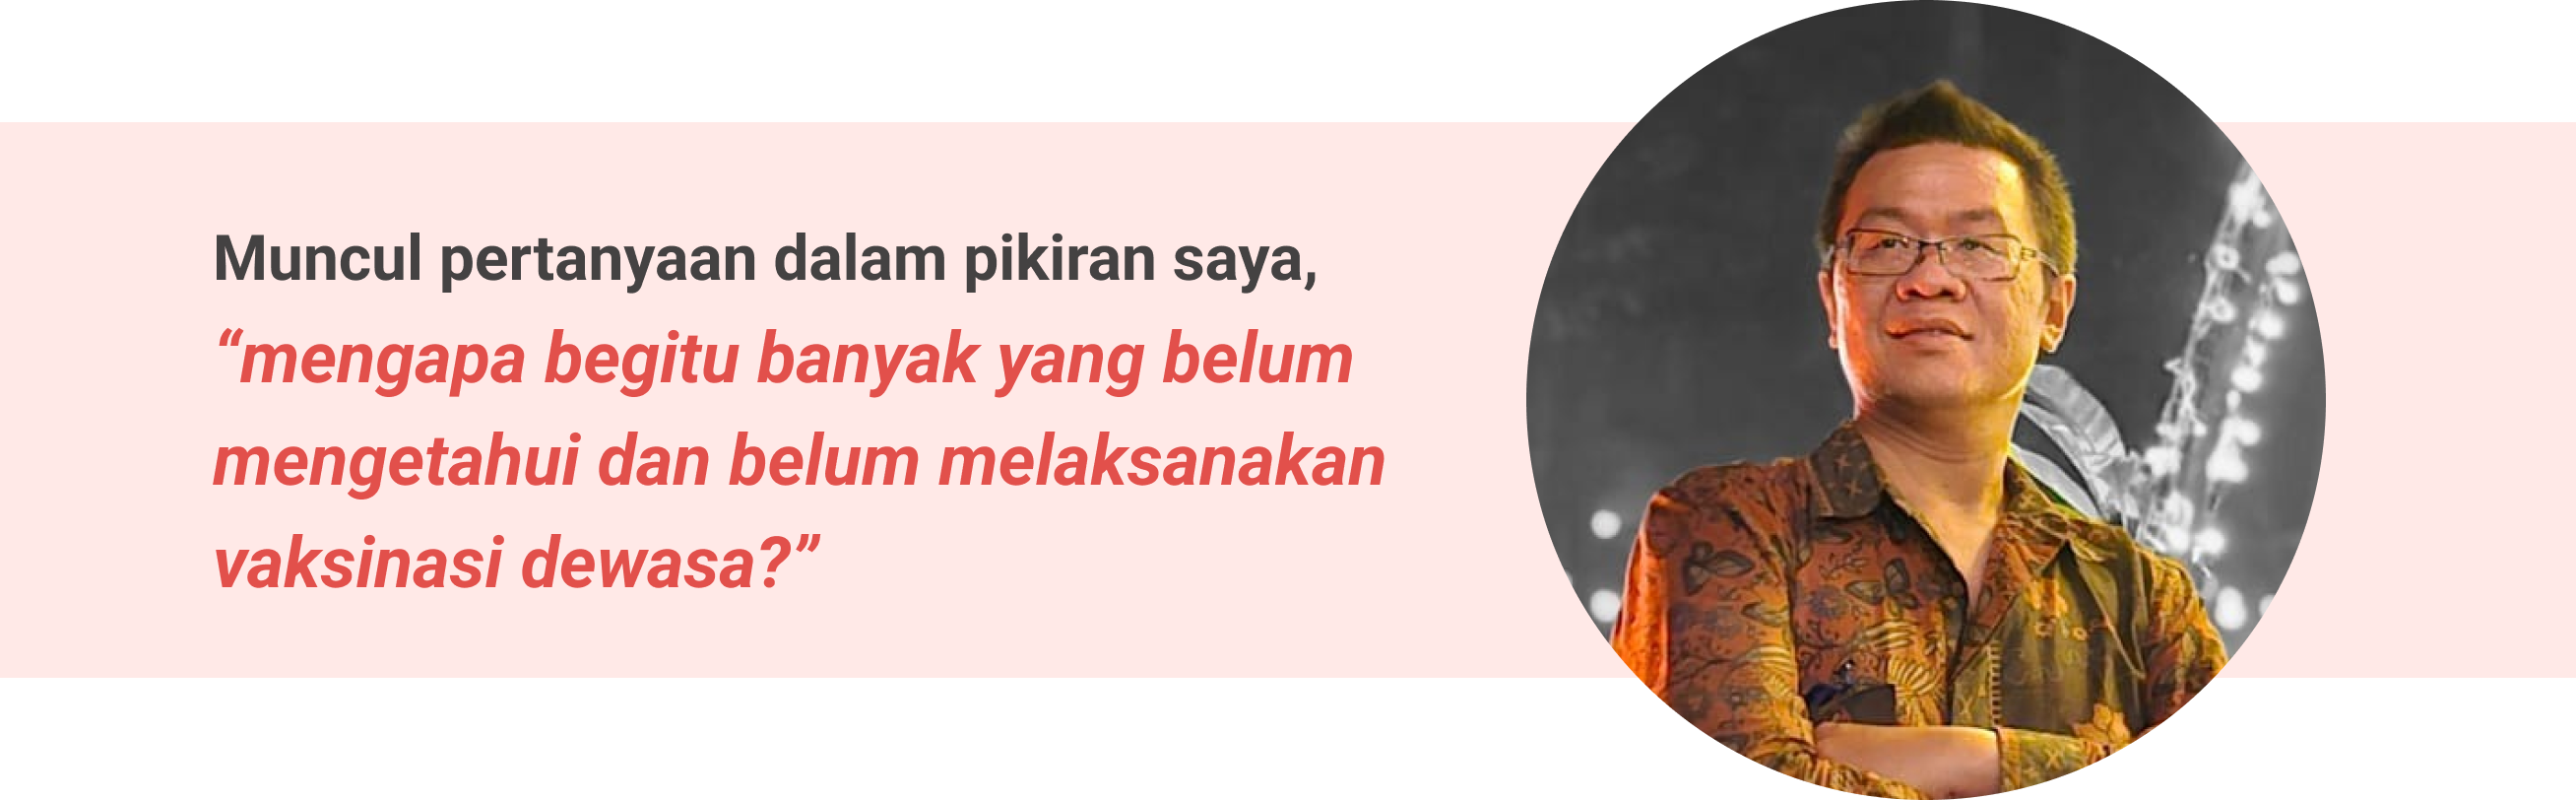 Muncul pertanyaan dalam pikiran saya,
“mengapa begitu banyak yang belum
mengetahui dan belum melaksanakan
vaksinasi dewasa?”